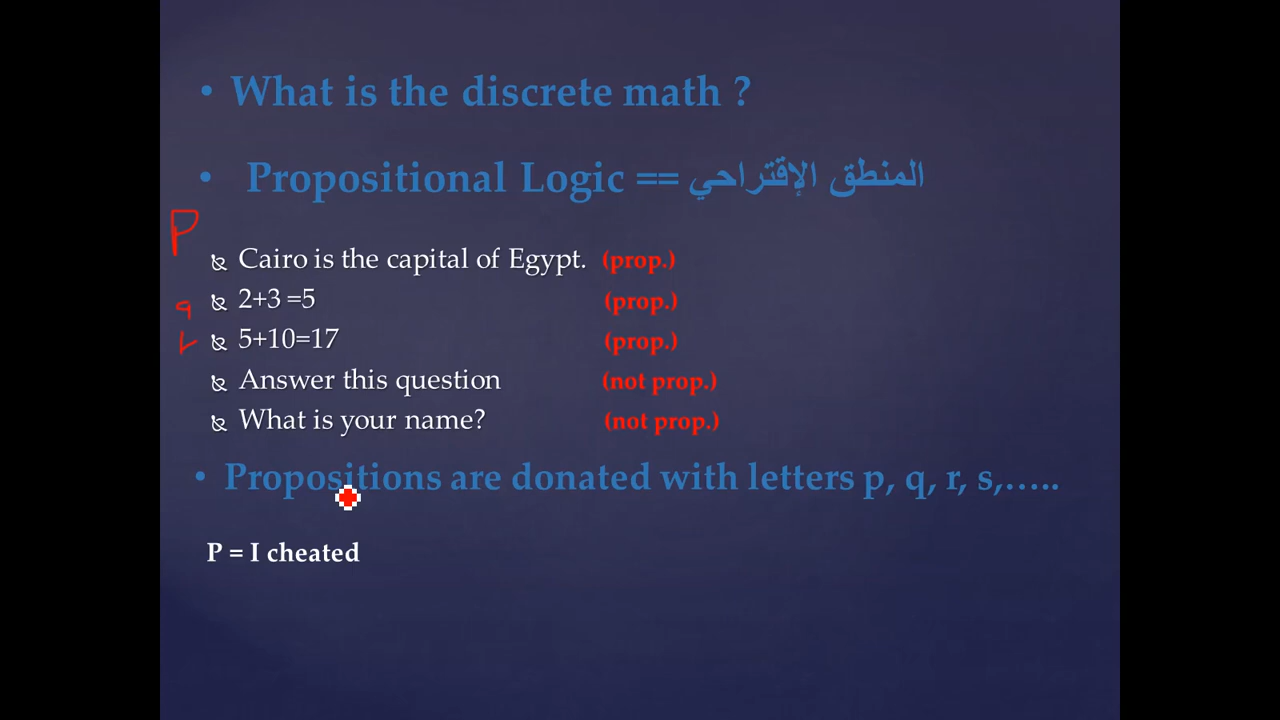 • What is the discrete math ?
• Propositional Logic == المنطق الإقتراحي
P
Cairo is the capital of Egypt. (prop.)
q 2+3 =5 (prop.)
r 5+10=17 (prop.)
Answer this question (not prop.)
What is your name? (not prop.)
• Propositions are donated with letters p, q, r, s,.....
P = I cheated